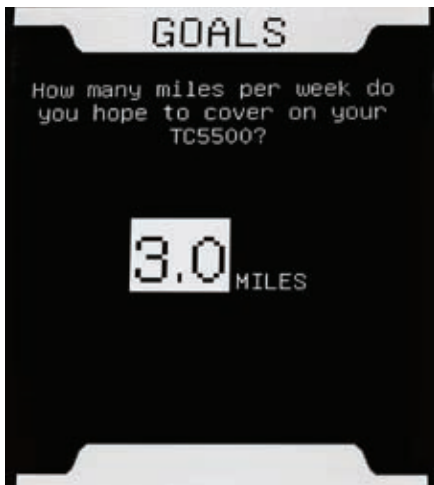 GOALS
How many miles per week do
you hope to cover on your
TC5500?
3.0 MILES